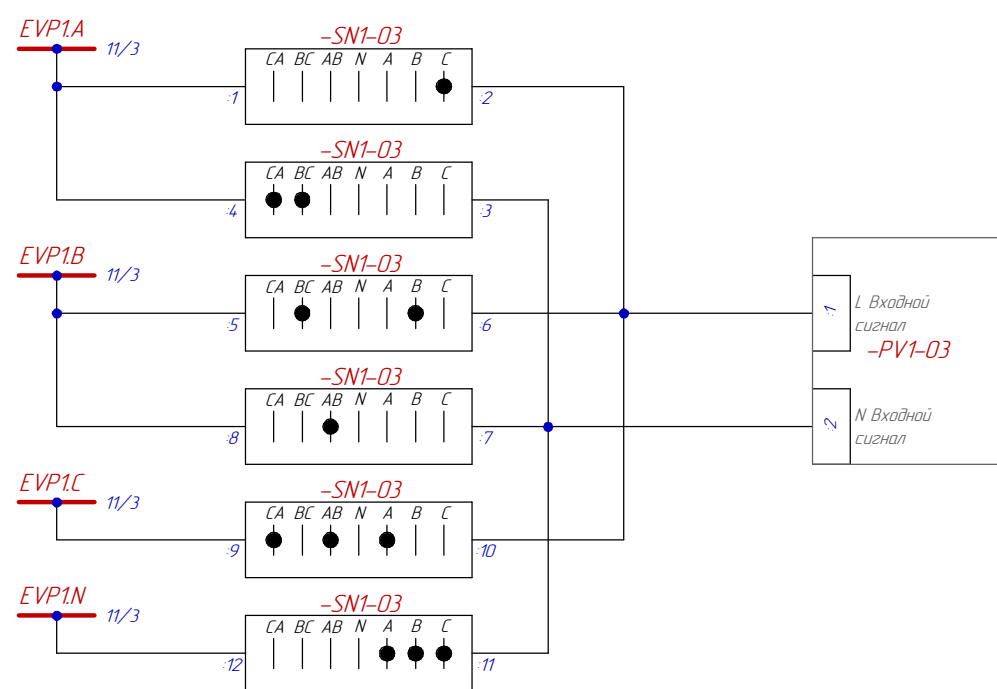 EVP1.A
11/3
-SN1-03
CA BC AB N A B C
:1
:2
-SN1-03
CA BC AB N A B C
:4
:3
EVP1.B
11/3
-SN1-03
CA BC AB N A B C
:5
:6
:1
L Входной
сигнал
-PV1-03
-SN1-03
CA BC AB N A B C
:8
:7
:2
N Входной
сигнал
EVP1.C
11/3
-SN1-03
CA BC AB N A B C
:9
:10
EVP1.N
11/3
-SN1-03
CA BC AB N A B C
:12
:11